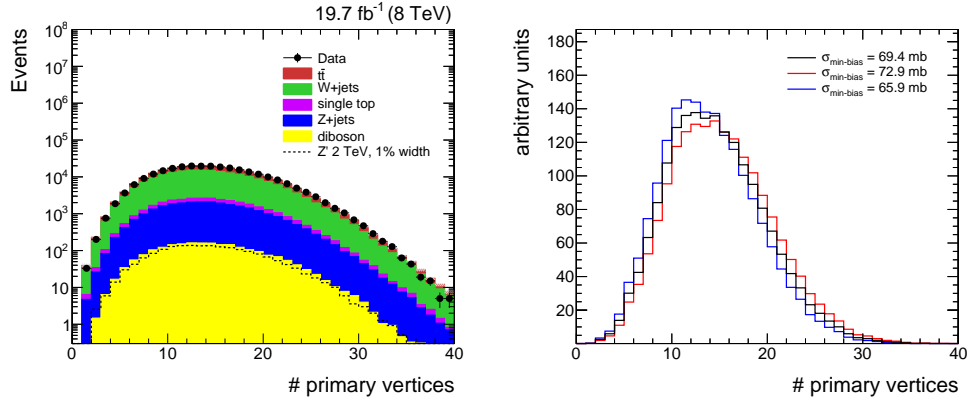 19.7 fb⁻¹ (8 TeV)
Events
10⁸
10⁷
10⁶
10⁵
10⁴
10³
10²
10
1
Data
tt̄
W+jets
single top
Z+jets
diboson
Z' 2 TeV, 1% width
0 10 20 30 40
# primary vertices
arbitrary units
180
160
140
120
100
80
60
40
20
σmin-bias = 69.4 mb
σmin-bias = 72.9 mb
σmin-bias = 65.9 mb
0 10 20 30 40
# primary vertices